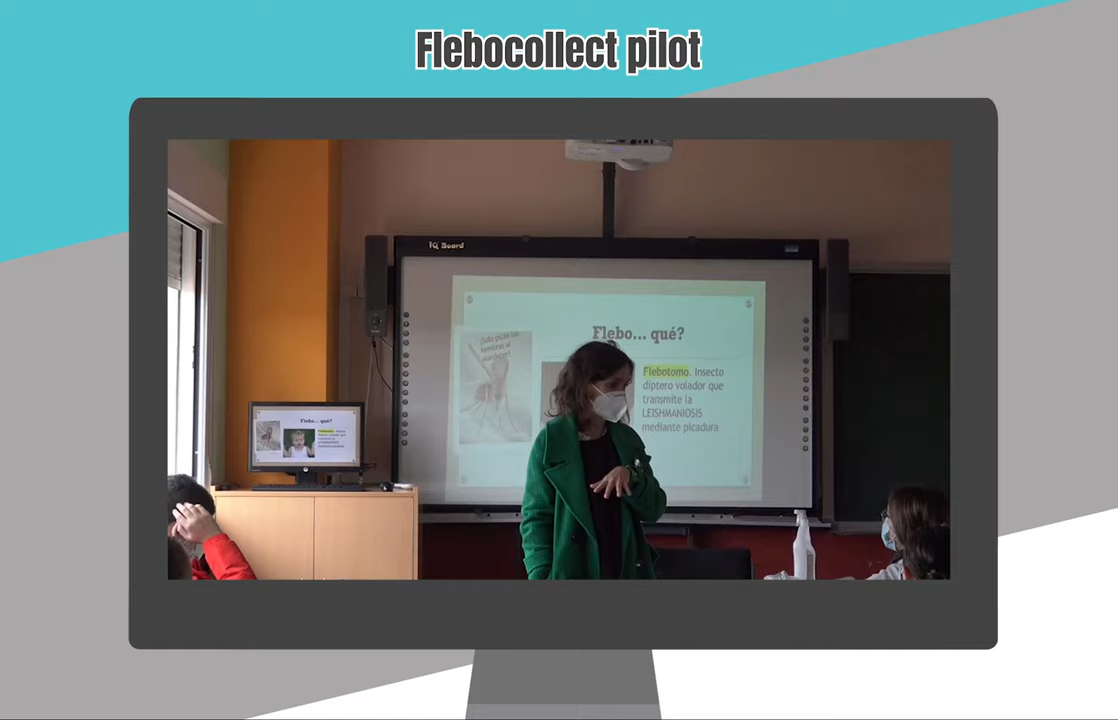 Flebocollect pilot
IQ Board
Flebo... qué?
¡Sólo pican las
hembras al
atardecer!
Flebotomo. Insecto
díptero volador que
transmite la
LEISHMANIOSIS
mediante picadura
Flebo... qué?